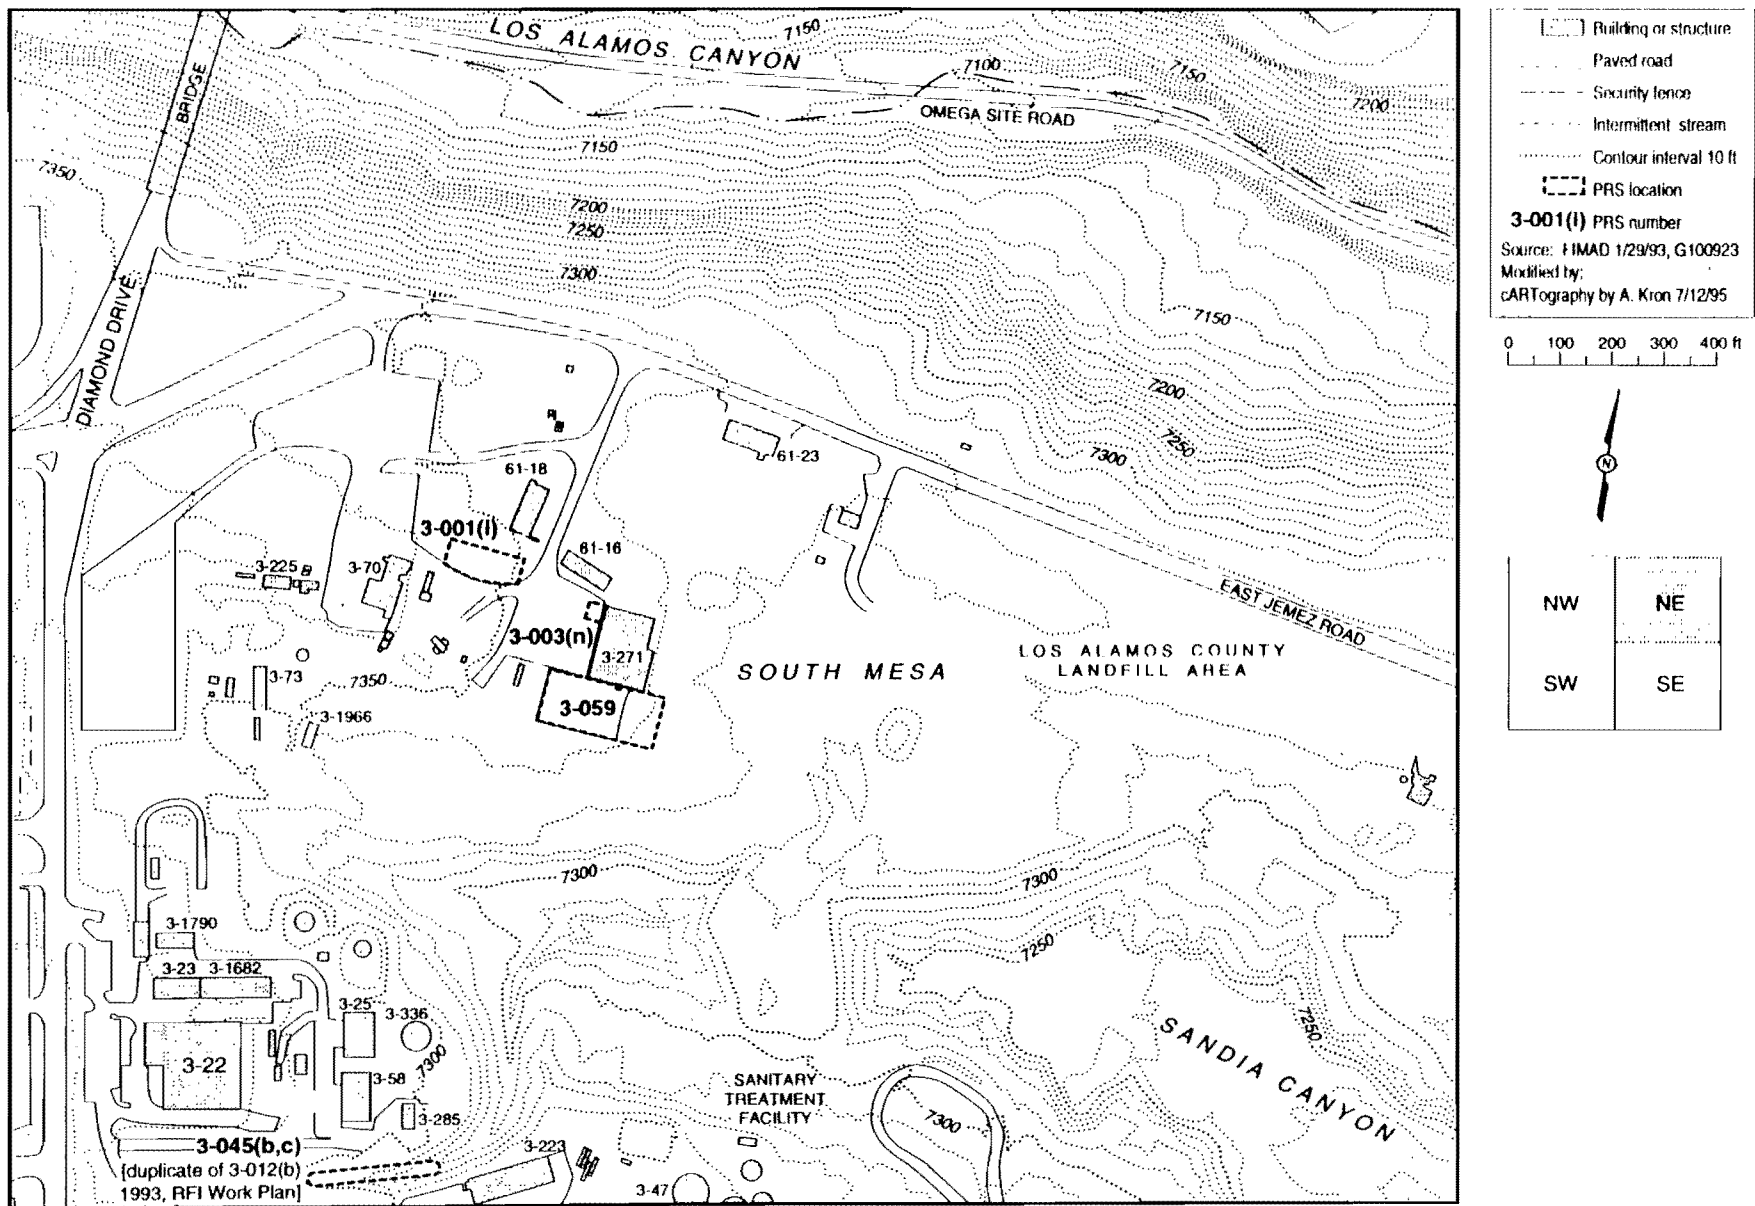 LOS ALAMOS CANYON
7150
7100
7150
7200
BRIDGE
OMEGA SITE ROAD
7150
7350
7200
7250
7300
DIAMOND DRIVE
7150
7200
7250
7300
61-23
61-18
3-001(i)
61-16
3-225
3-70
EAST JEMEZ ROAD
3-003(n)
3-271
SOUTH MESA
LOS ALAMOS COUNTY
LANDFILL AREA
3-73
7350
3-059
3-1966
7300
7300
3-1790
7250
3-23
3-1682
3-25
3-336
7250
SANDIA CANYON
3-22
7300
3-58
SANITARY
TREATMENT
FACILITY
7300
3-285
3-045(b,c)
[duplicate of 3-012(b)
1993, RFI Work Plan]
3-223
3-47
Building or structure
Paved road
Security fence
Intermittent stream
Contour interval 10 ft
PRS location
3-001(i) PRS number
Source: FIMAD 1/29/93, G100923
Modified by:
cARTography by A. Kron 7/12/95
0 100 200 300 400 ft
N
NW NE
SW SE